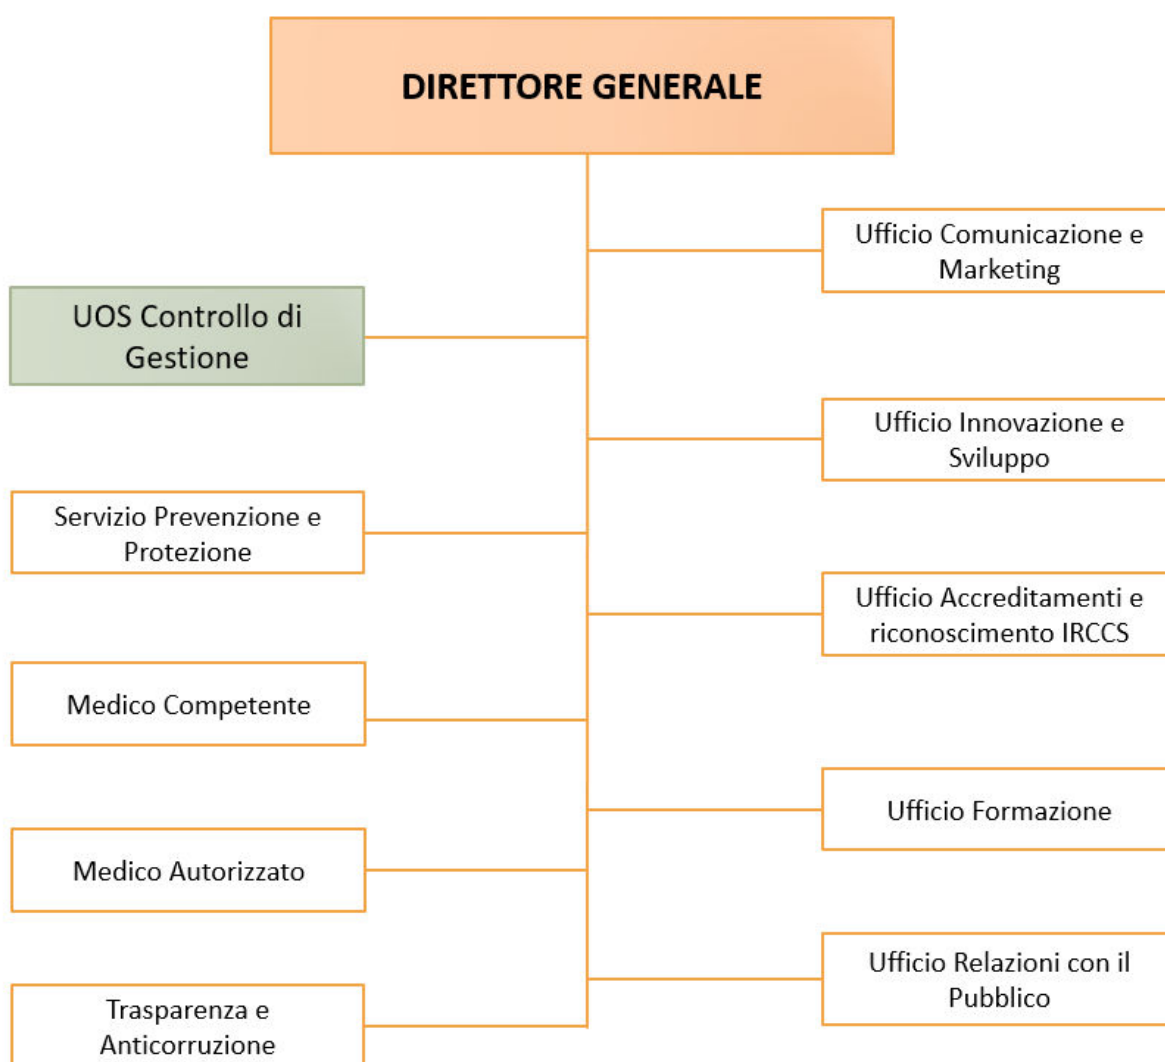 DIRETTORE GENERALE
Ufficio Comunicazione e
Marketing
UOS Controllo di
Gestione
Ufficio Innovazione e
Sviluppo
Servizio Prevenzione e
Protezione
Ufficio Accreditamenti e
riconoscimento IRCCS
Medico Competente
Ufficio Formazione
Medico Autorizzato
Ufficio Relazioni con il
Pubblico
Trasparenza e
Anticorruzione